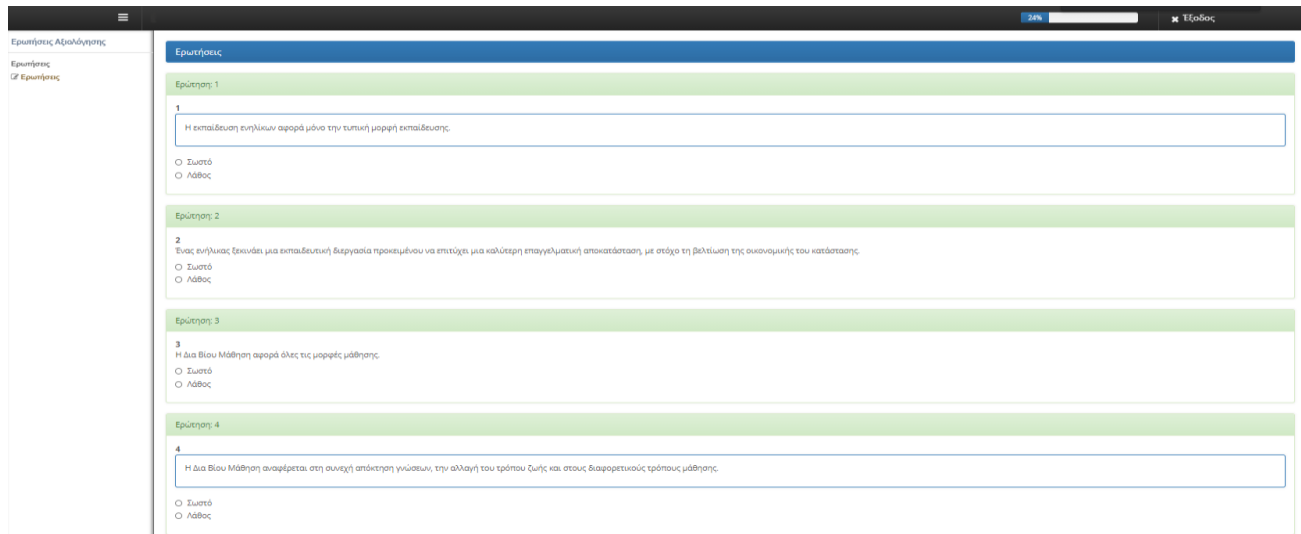 24%
✖ Έξοδος
Ερωτήσεις Αξιολόγησης
Ερωτήσεις
Ερωτήσεις
Ερωτήσεις
Ερώτηση: 1
1
Η εκπαίδευση ενηλίκων αφορά μόνο την τυπική μορφή εκπαίδευσης.
Σωστό
Λάθος
Ερώτηση: 2
2
Ένας ενήλικας ξεκινάει μια εκπαιδευτική διεργασία προκειμένου να επιτύχει μια καλύτερη επαγγελματική αποκατάσταση, με στόχο τη βελτίωση της οικονομικής του κατάστασης.
Σωστό
Λάθος
Ερώτηση: 3
3
Η Δια Βίου Μάθηση αφορά όλες τις μορφές μάθησης.
Σωστό
Λάθος
Ερώτηση: 4
4
Η Δια Βίου Μάθηση αναφέρεται στη συνεχή απόκτηση γνώσεων, την αλλαγή του τρόπου ζωής και στους διαφορετικούς τρόπους μάθησης.
Σωστό
Λάθος